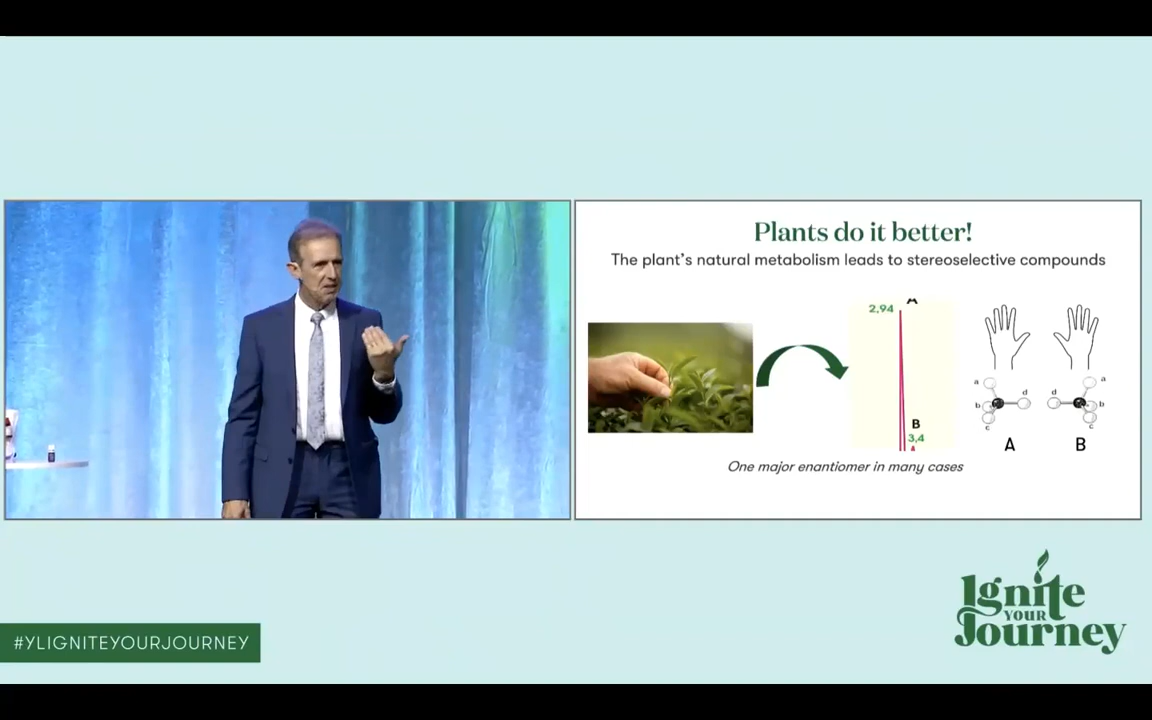 Plants do it better!
The plant's natural metabolism leads to stereoselective compounds
2,94
A
B
3,4
a
b
c
d
d
a
b
c
A
B
One major enantiomer in many cases
#YLIGNITEYOURJOURNEY
Ignite
YOUR
Journey